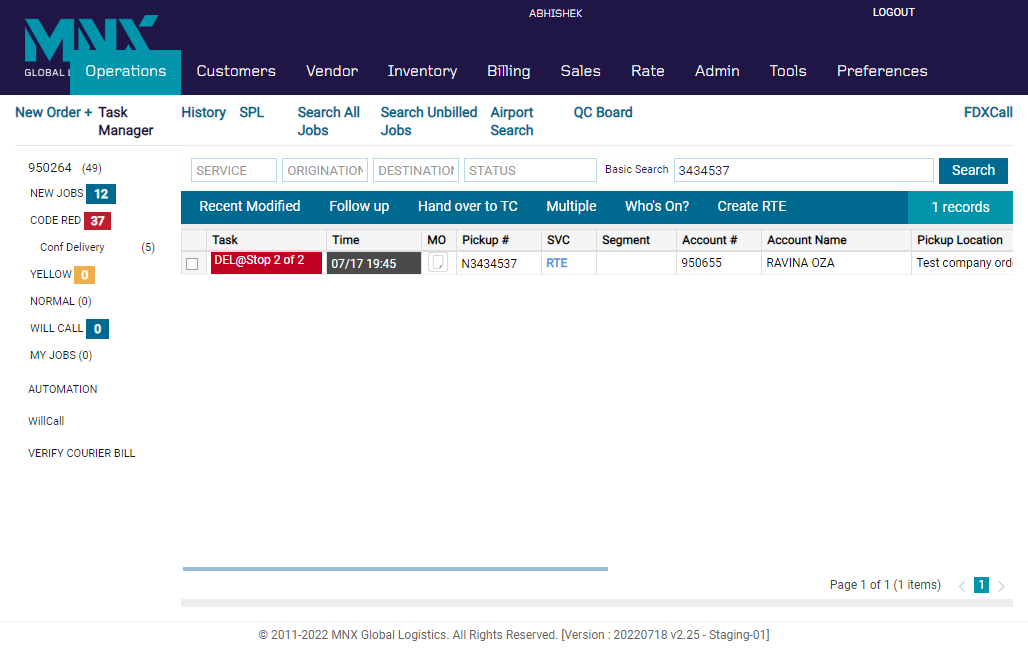 ABHISHEK
LOGOUT
MNX
GLOBAL L
Operations Customers Vendor Inventory Billing Sales Rate Admin Tools Preferences
New Order + Task Manager History SPL Search All Jobs Search Unbilled Jobs Airport Search QC Board FDXCall
950264 (49)
NEW JOBS 12
CODE RED 37
Conf Delivery (5)
YELLOW 0
NORMAL (0)
WILL CALL 0
MY JOBS (0)
AUTOMATION
WillCall
VERIFY COURIER BILL
SERVICE ORIGINATION DESTINATION STATUS Basic Search 3434537 Search
Recent Modified Follow up Hand over to TC Multiple Who's On? Create RTE 1 records
Task Time MO Pickup # SVC Segment Account # Account Name Pickup Location
DEL@Stop 2 of 2 07/17 19:45 N3434537 RTE 950655 RAVINA OZA Test company ord
Page 1 of 1 (1 items) 1
© 2011-2022 MNX Global Logistics. All Rights Reserved. [Version : 20220718 v2.25 - Staging-01]